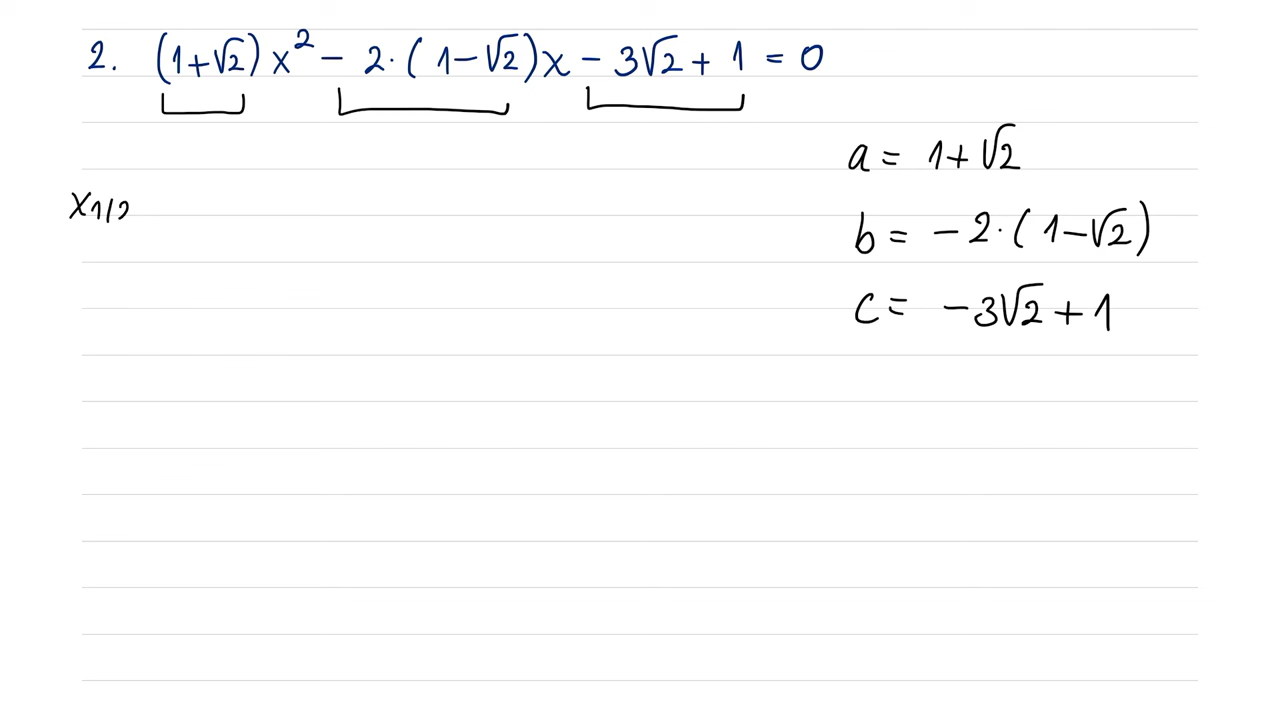 2. (1+√2)x² − 2·(1−√2)x − 3√2 + 1 = 0
a = 1+√2
x₁/₂
b = −2·(1−√2)
c = −3√2 + 1